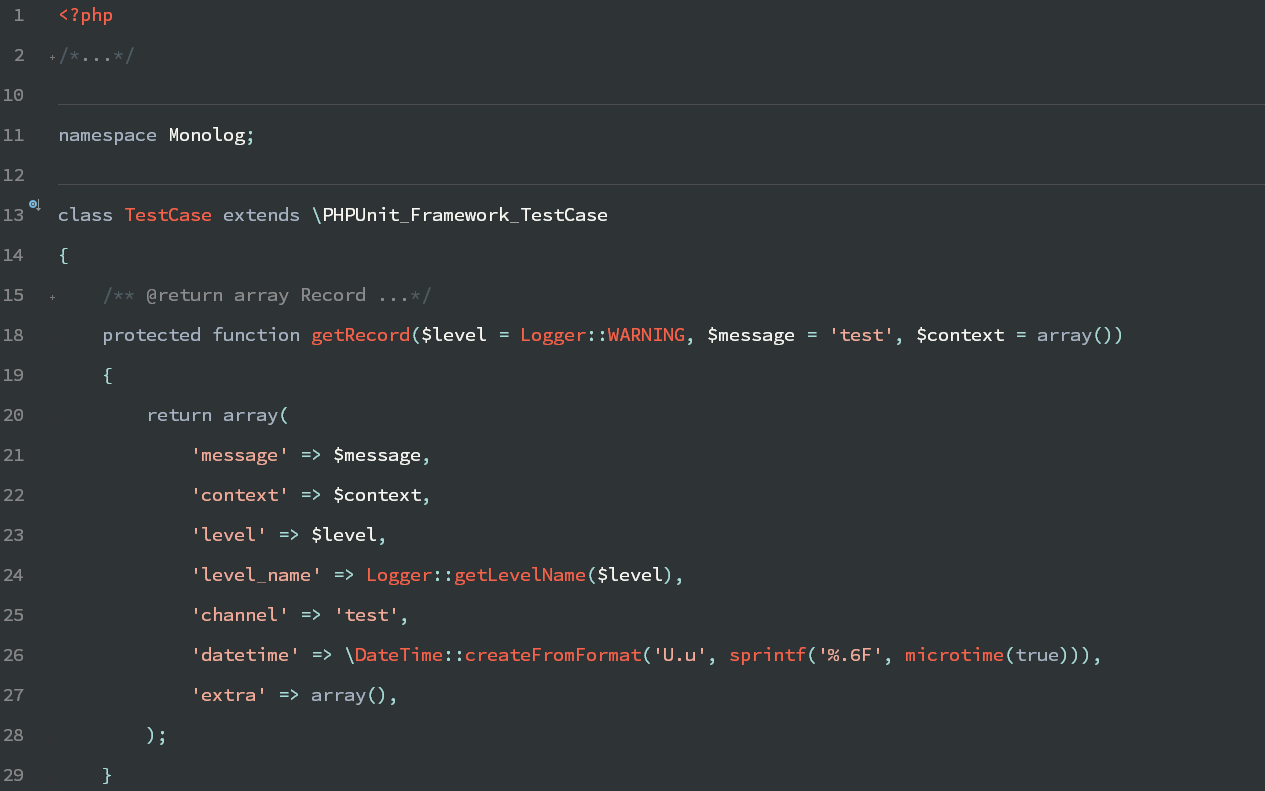 1 <?php
2 +/*...*/
10
11 namespace Monolog;
12
13 class TestCase extends \PHPUnit_Framework_TestCase
14 {
15 + /** @return array Record ...*/
18 protected function getRecord($level = Logger::WARNING, $message = 'test', $context = array())
19 {
20 return array(
21 'message' => $message,
22 'context' => $context,
23 'level' => $level,
24 'level_name' => Logger::getLevelName($level),
25 'channel' => 'test',
26 'datetime' => \DateTime::createFromFormat('U.u', sprintf('%.6F', microtime(true))),
27 'extra' => array(),
28 );
29 }